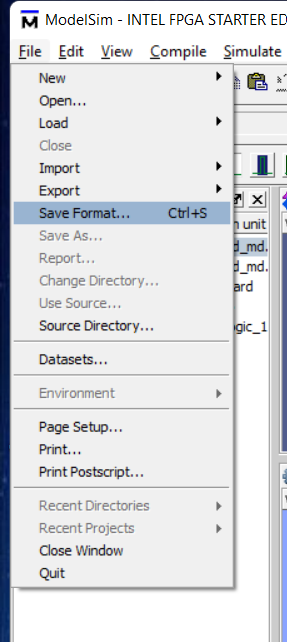 ModelSim - INTEL FPGA STARTER ED
File Edit View Compile Simulate
New
Open...
Load
Close
Import
Export
Save Format... Ctrl+S
Save As...
Report...
Change Directory...
Use Source...
Source Directory...
Datasets...
Environment
Page Setup...
Print...
Print Postscript...
Recent Directories
Recent Projects
Close Window
Quit
n unit
d_md.
d_md.
ard
ogic_1